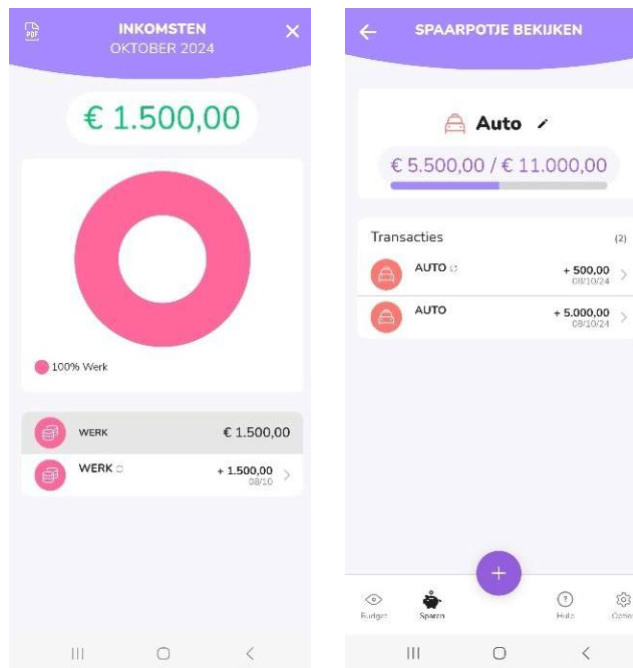 PDF
INKOMSTEN
OKTOBER 2024
€ 1.500,00
100% Werk
WERK € 1.500,00
WERK + 1.500,00
08/10
SPAARPOTJE BEKIJKEN
Auto
€ 5.500,00 / € 11.000,00
Transacties (2)
AUTO + 500,00
08/10/24
AUTO + 5.000,00
08/10/24
+
Budget Sparen ? Hulp Optie